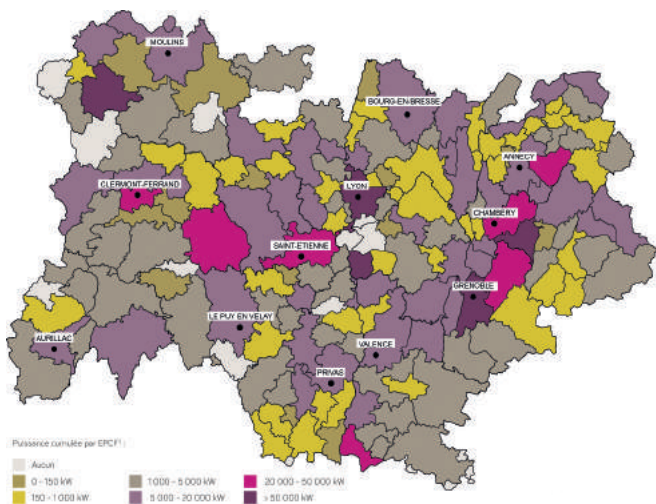 MOULINS
BOURG-EN-BRESSE
ANNECY
CLERMONT-FERRAND
LYON
CHAMBÉRY
SAINT-ETIENNE
GRENOBLE
LE PUY EN VELAY
AURILLAC
VALENCE
PRIVAS
Puissance cumulée par EPCI⁽¹⁾ :
Aucun
0 - 150 kW
150 - 1 000 kW
1 000 - 5 000 kW
5 000 - 20 000 kW
20 000 - 50 000 kW
> 50 000 kW